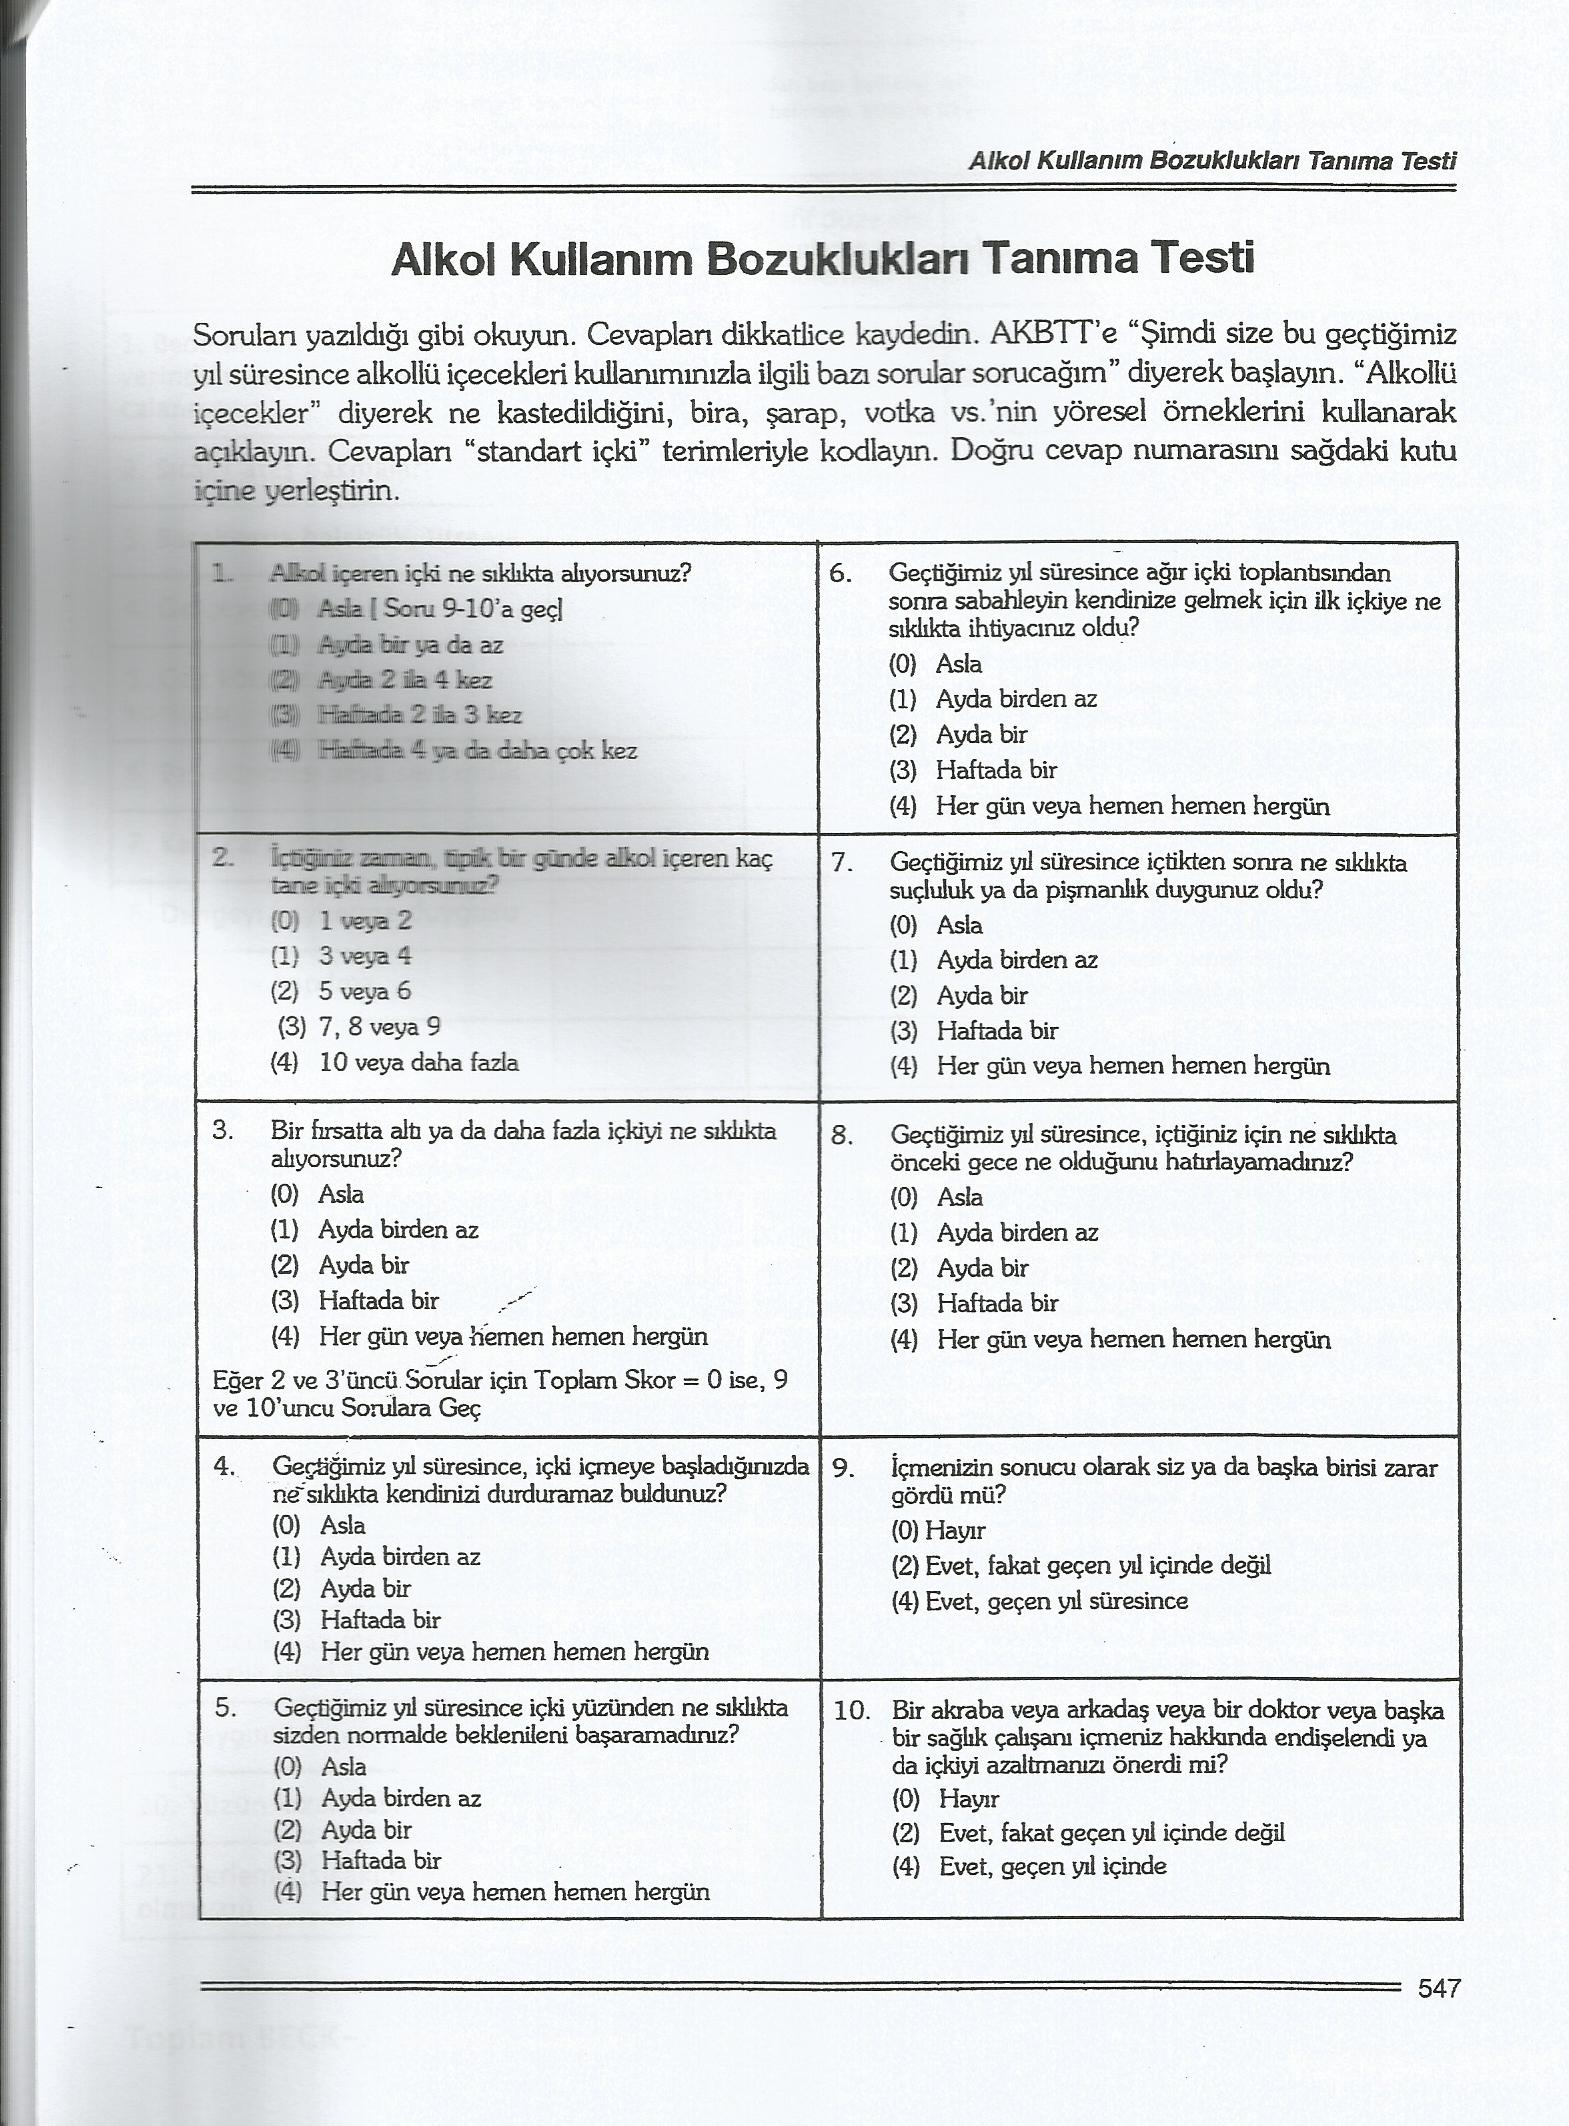 Alkol Kullanım Bozuklukları Tanıma Testi
Alkol Kullanım Bozuklukları Tanıma Testi
Soruları yazıldığı gibi okuyun. Cevapları dikkatlice kaydedin. AKBTT'e “Şimdi size bu geçtiğimiz
yıl süresince alkollü içecekleri kullanımınızla ilgili bazı sorular sorucağım” diyerek başlayın. “Alkollü
içecekler” diyerek ne kastedildiğini, bira, şarap, votka vs.'nin yöresel örneklerini kullanarak
açıklayın. Cevapları “standart içki” terimleriyle kodlayın. Doğru cevap numarasını sağdaki kutu
içine yerleştirin.
1. Alkol içeren içki ne sıklıkta alıyorsunuz?
(0) Asla [ Soru 9-10'a geç]
(1) Ayda bir ya da az
(2) Ayda 2 ila 4 kez
(3) Haftada 2 ila 3 kez
(4) Haftada 4 ya da daha çok kez
2. İçtiğiniz zaman, tipik bir günde alkol içeren kaç
tane içki alıyorsunuz?
(0) 1 veya 2
(1) 3 veya 4
(2) 5 veya 6
(3) 7, 8 veya 9
(4) 10 veya daha fazla
3. Bir fırsatta altı ya da daha fazla içkiyi ne sıklıkta
alıyorsunuz?
(0) Asla
(1) Ayda birden az
(2) Ayda bir
(3) Haftada bir
(4) Her gün veya hemen hemen hergün
Eğer 2 ve 3'üncü Sorular için Toplam Skor = 0 ise, 9
ve 10'uncu Sorulara Geç
4. Geçtiğimiz yıl süresince, içki içmeye başladığınızda
ne sıklıkta kendinizi durduramaz buldunuz?
(0) Asla
(1) Ayda birden az
(2) Ayda bir
(3) Haftada bir
(4) Her gün veya hemen hemen hergün
5. Geçtiğimiz yıl süresince içki yüzünden ne sıklıkta
sizden normalde beklenileni başaramadınız?
(0) Asla
(1) Ayda birden az
(2) Ayda bir
(3) Haftada bir
(4) Her gün veya hemen hemen hergün
6. Geçtiğimiz yıl süresince ağır içki toplantısından
sonra sabahleyin kendinize gelmek için ilk içkiye ne
sıklıkta ihtiyacınız oldu?
(0) Asla
(1) Ayda birden az
(2) Ayda bir
(3) Haftada bir
(4) Her gün veya hemen hemen hergün
7. Geçtiğimiz yıl süresince içtikten sonra ne sıklıkta
suçluluk ya da pişmanlık duygunuz oldu?
(0) Asla
(1) Ayda birden az
(2) Ayda bir
(3) Haftada bir
(4) Her gün veya hemen hemen hergün
8. Geçtiğimiz yıl süresince, içtiğiniz için ne sıklıkta
önceki gece ne olduğunu hatırlayamadınız?
(0) Asla
(1) Ayda birden az
(2) Ayda bir
(3) Haftada bir
(4) Her gün veya hemen hemen hergün
9. İçmenizin sonucu olarak siz ya da başka birisi zarar
gördü mü?
(0) Hayır
(2) Evet, fakat geçen yıl içinde değil
(4) Evet, geçen yıl süresince
10. Bir akraba veya arkadaş veya bir doktor veya başka
bir sağlık çalışanı içmeniz hakkında endişelendi ya
da içkiyi azaltmanızı önerdi mi?
(0) Hayır
(2) Evet, fakat geçen yıl içinde değil
(4) Evet, geçen yıl içinde
547
Toplam BECK-